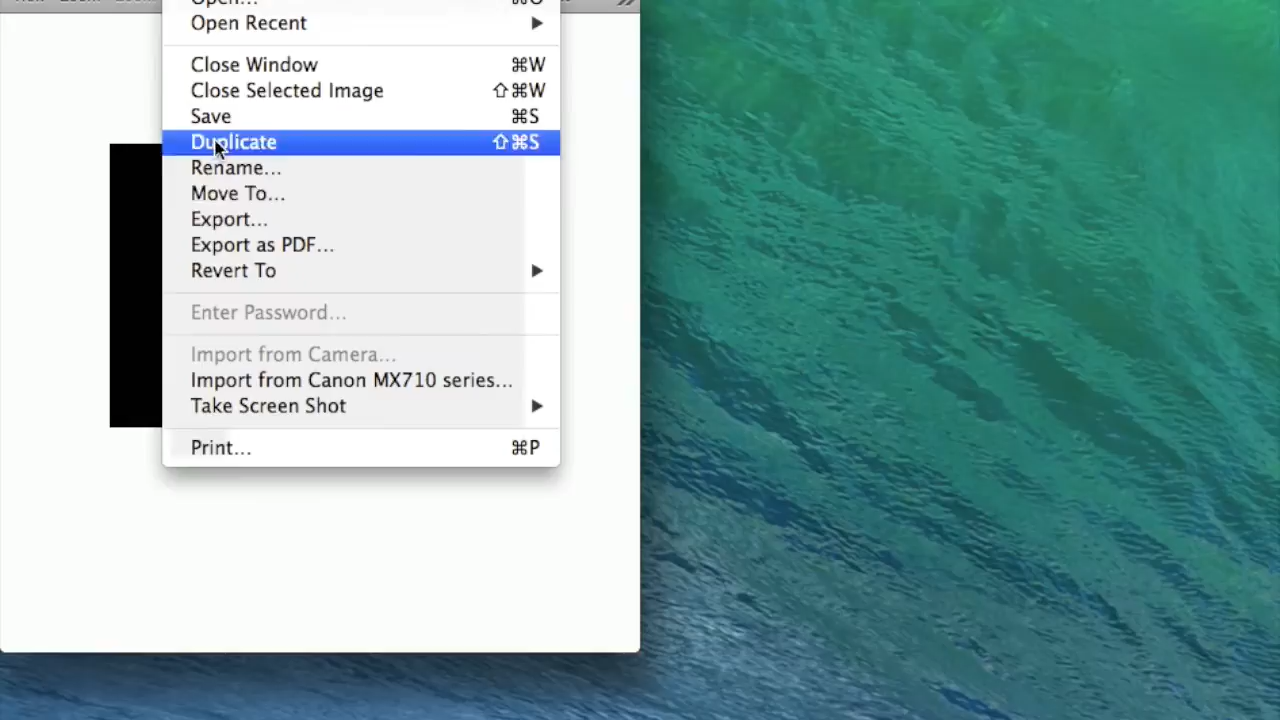 Open... ⌘O
Open Recent ▶
Close Window ⌘W
Close Selected Image ⇧⌘W
Save ⌘S
Duplicate ⇧⌘S
Rename...
Move To...
Export...
Export as PDF...
Revert To ▶
Enter Password...
Import from Camera...
Import from Canon MX710 series...
Take Screen Shot ▶
Print... ⌘P